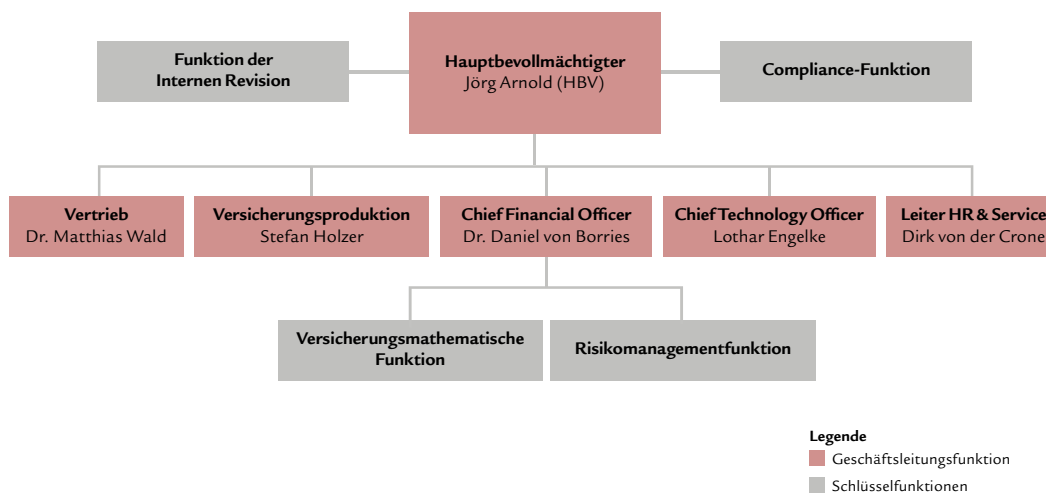 Funktion der
Internen Revision
Hauptbevollmächtigter
Jörg Arnold (HBV)
Compliance-Funktion
Vertrieb
Dr. Matthias Wald
Versicherungsproduktion
Stefan Holzer
Chief Financial Officer
Dr. Daniel von Borries
Chief Technology Officer
Lothar Engelke
Leiter HR & Service
Dirk von der Crone
Versicherungsmathematische
Funktion
Risikomanagementfunktion
Legende
Geschäftsleitungsfunktion
Schlüsselfunktionen